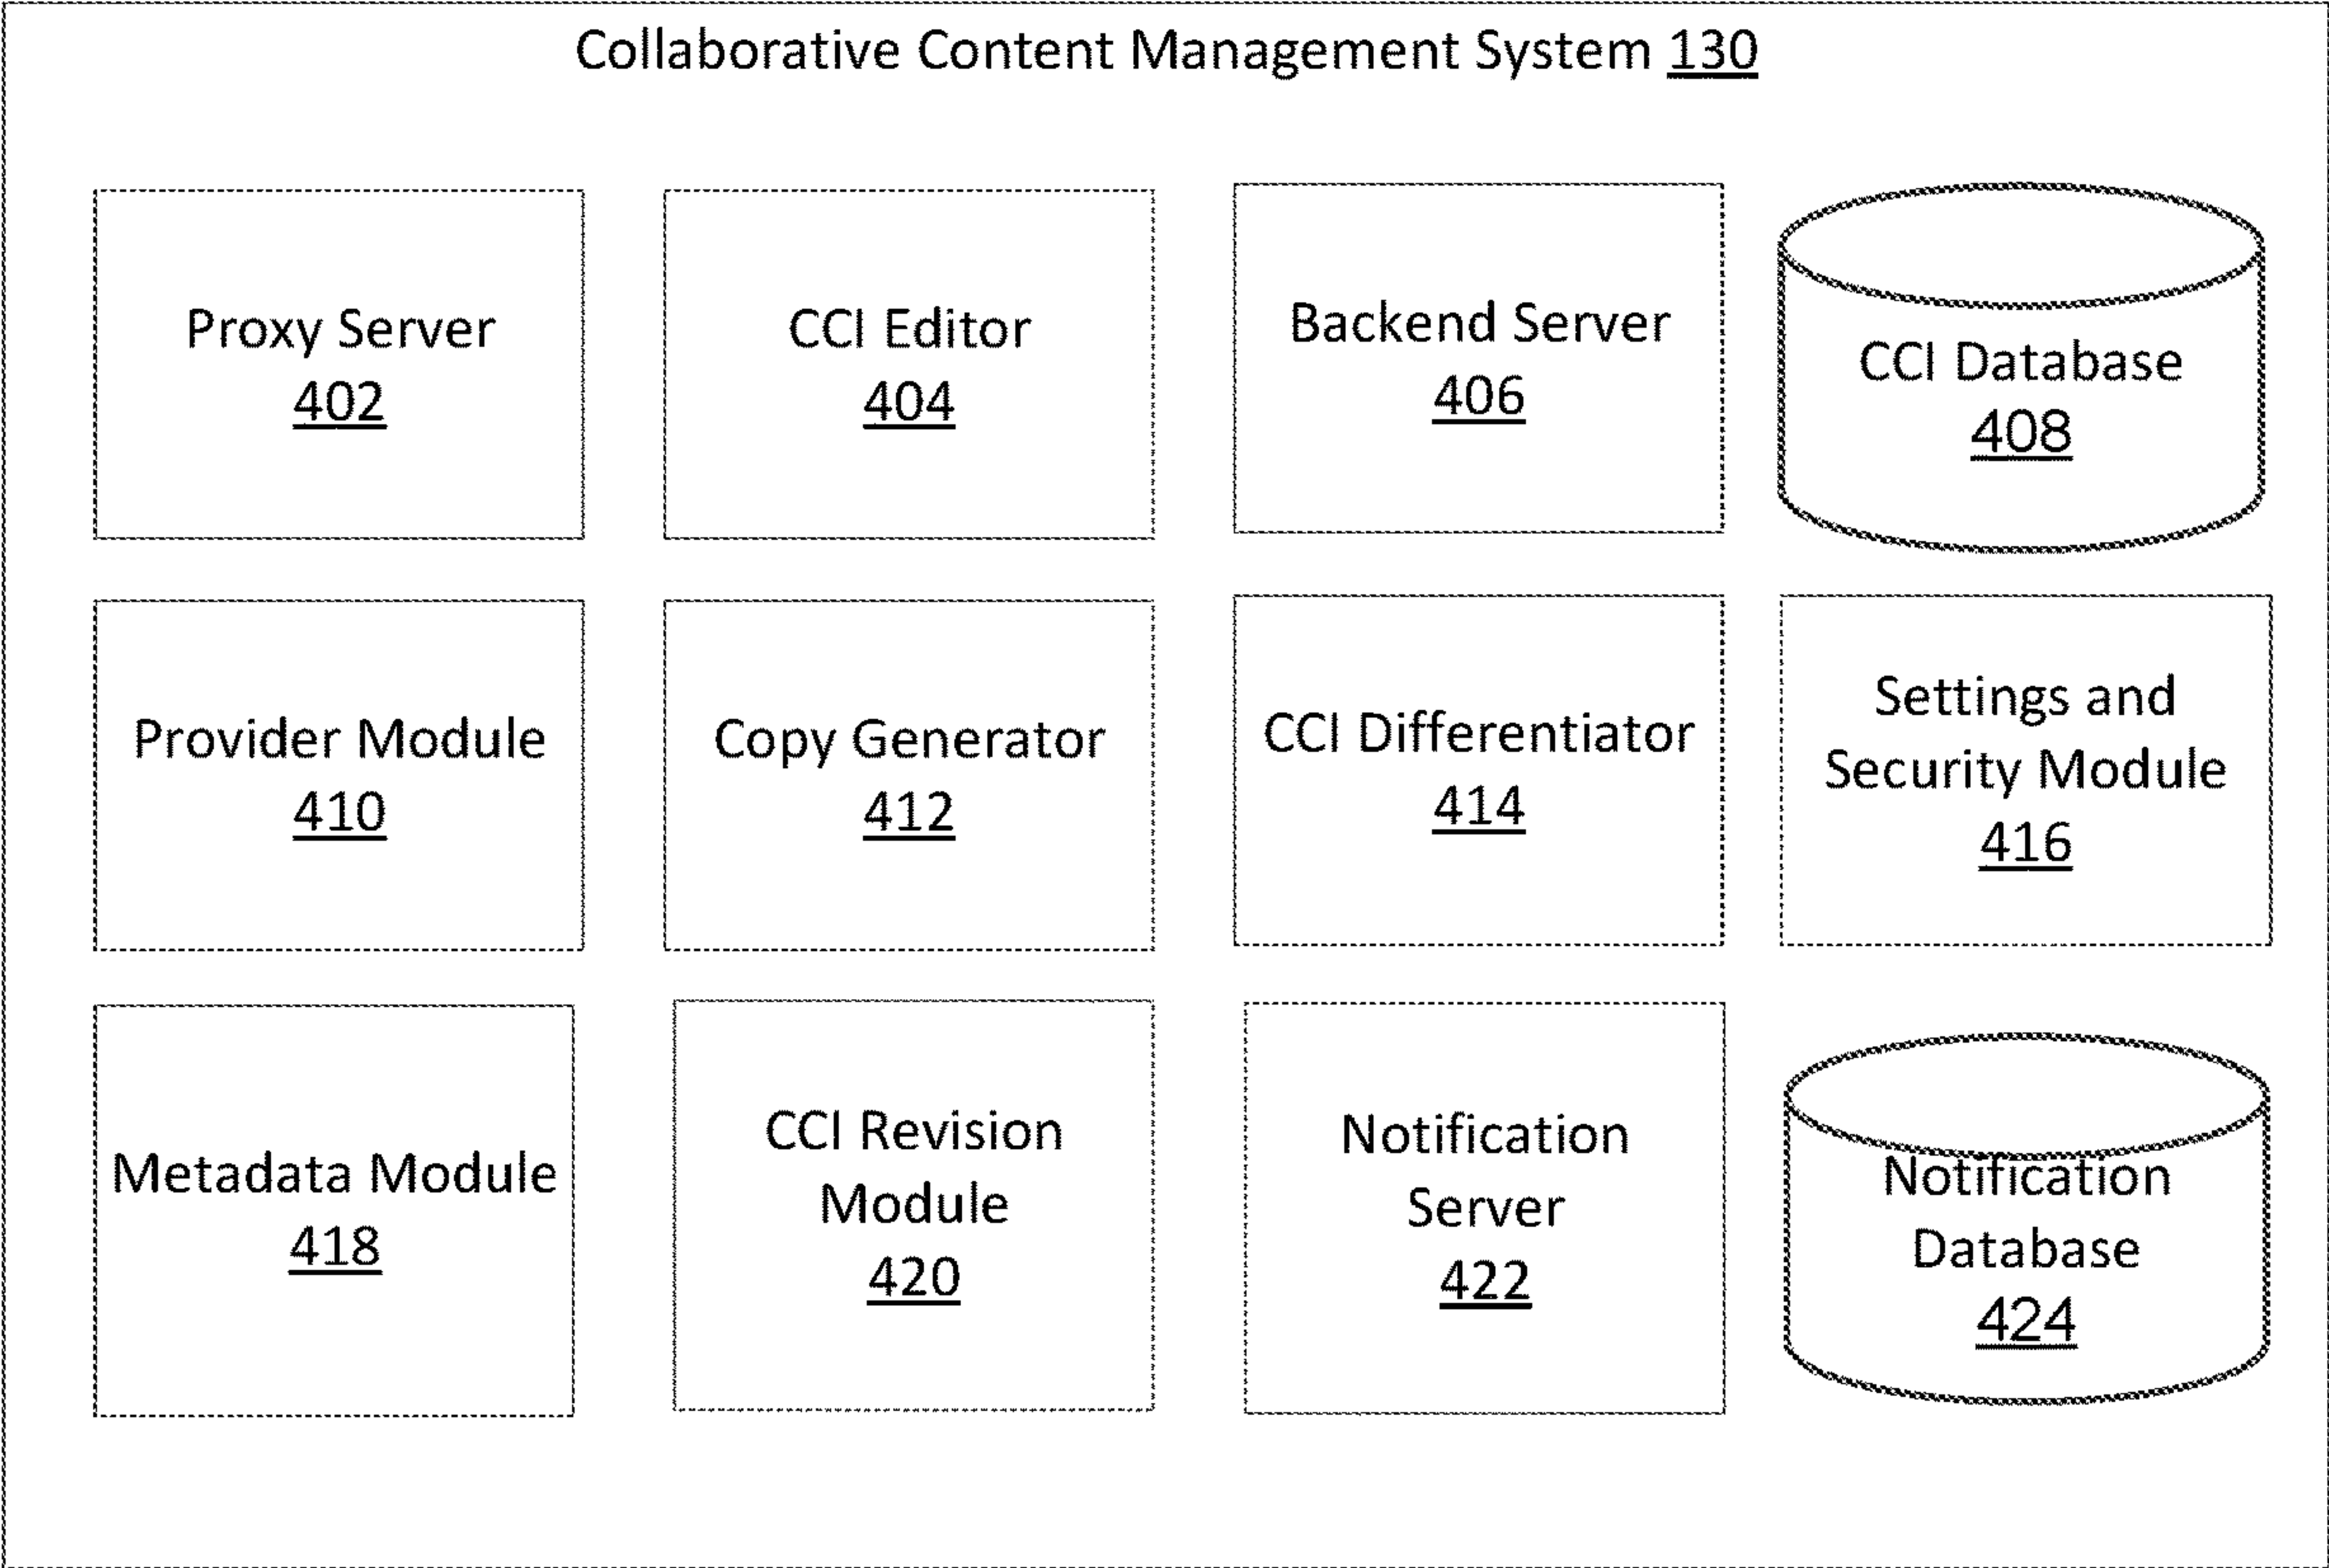 Collaborative Content Management System 130
Proxy Server
402
CCI Editor
404
Backend Server
406
CCI Database
408
Provider Module
410
Copy Generator
412
CCI Differentiator
414
Settings and
Security Module
416
Metadata Module
418
CCI Revision
Module
420
Notification
Server
422
Notification
Database
424